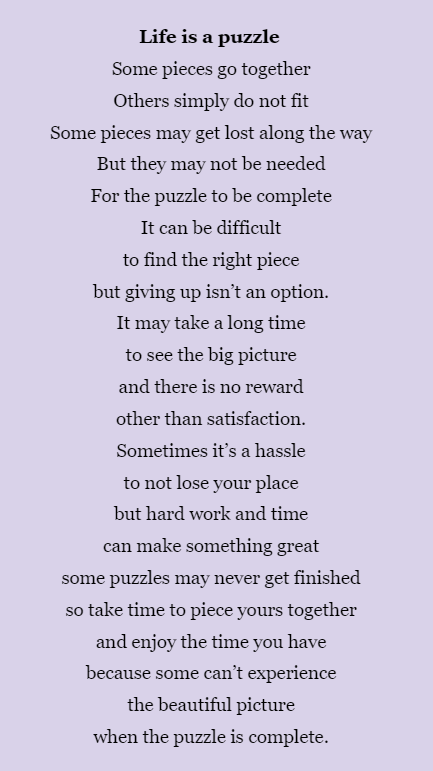 Life is a puzzle
Some pieces go together
Others simply do not fit
Some pieces may get lost along the way
But they may not be needed
For the puzzle to be complete
It can be difficult
to find the right piece
but giving up isn’t an option.
It may take a long time
to see the big picture
and there is no reward
other than satisfaction.
Sometimes it’s a hassle
to not lose your place
but hard work and time
can make something great
some puzzles may never get finished
so take time to piece yours together
and enjoy the time you have
because some can’t experience
the beautiful picture
when the puzzle is complete.